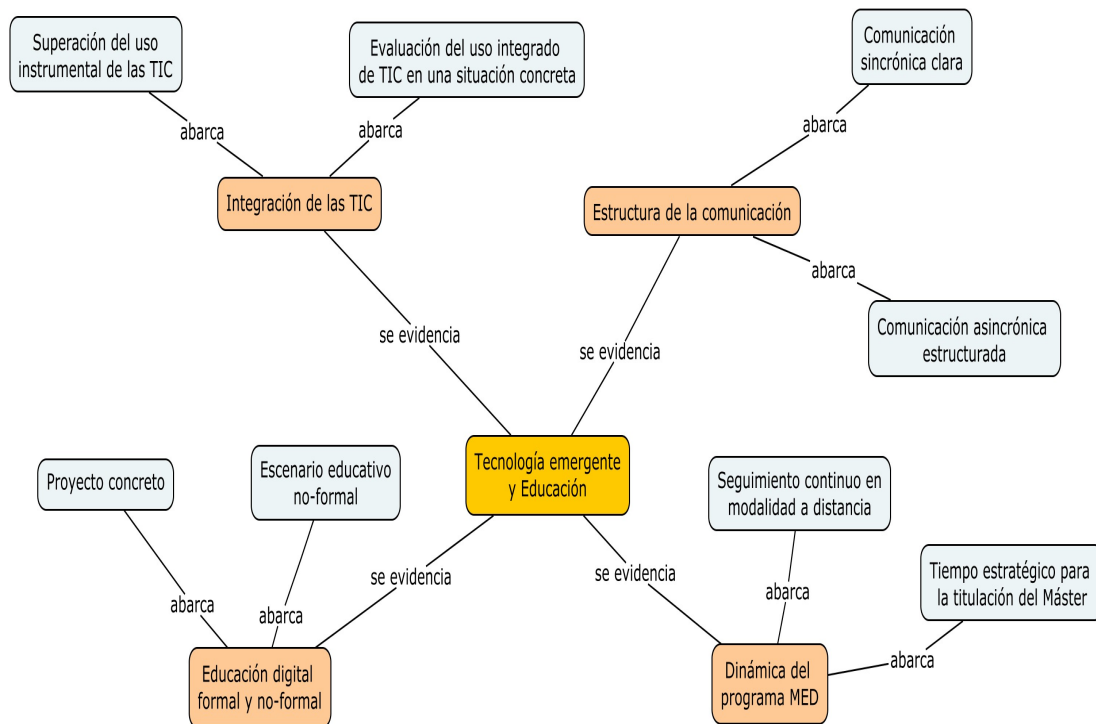 Superación del uso
instrumental de las TIC
Evaluación del uso integrado
de TIC en una situación concreta
Comunicación
sincrónica clara
abarca
abarca
abarca
Integración de las TIC
Estructura de la comunicación
abarca
Comunicación asincrónica
estructurada
se evidencia
se evidencia
Tecnología emergente
y Educación
Proyecto concreto
Escenario educativo
no-formal
Seguimiento continuo en
modalidad a distancia
Tiempo estratégico para
la titulación del Máster
se evidencia
se evidencia
abarca
abarca
abarca
abarca
Educación digital
formal y no-formal
Dinámica del
programa MED